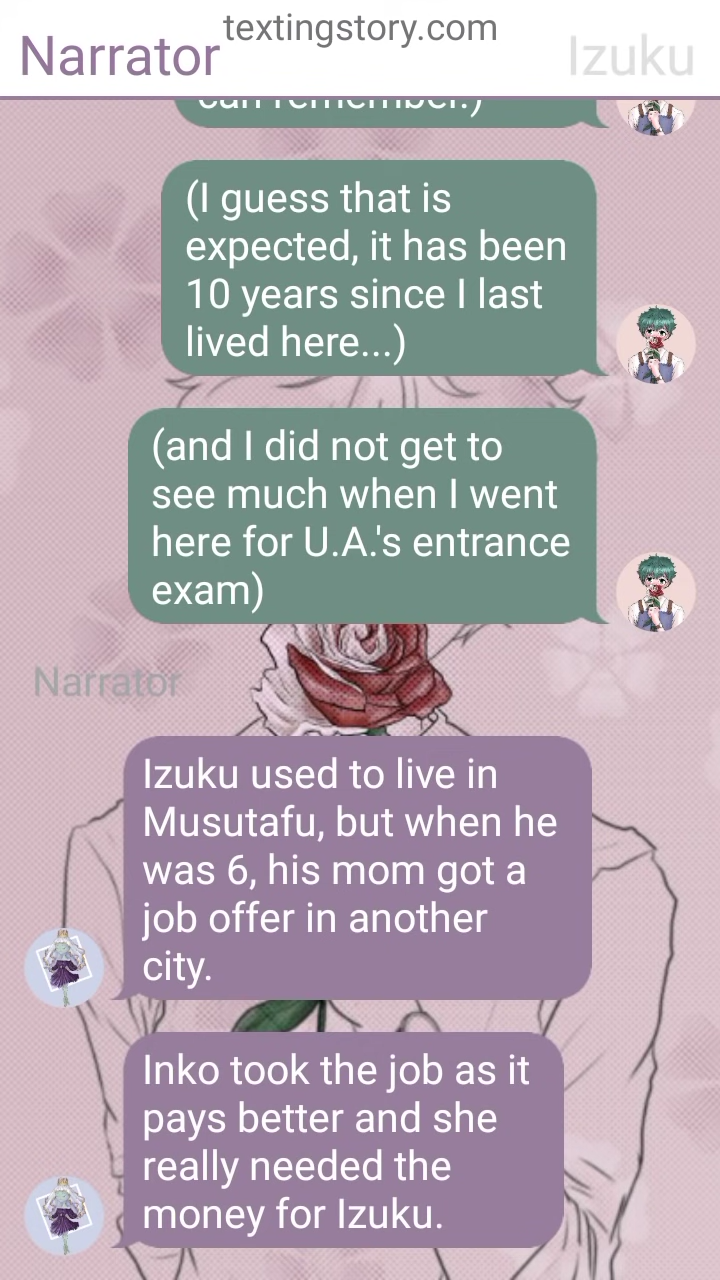 textingstory.com
Narrator
Izuku
can remember.)
(I guess that is
expected, it has been
10 years since I last
lived here...)
(and I did not get to
see much when I went
here for U.A.'s entrance
exam)
Narrator
Izuku used to live in
Musutafu, but when he
was 6, his mom got a
job offer in another
city.
Inko took the job as it
pays better and she
really needed the
money for Izuku.